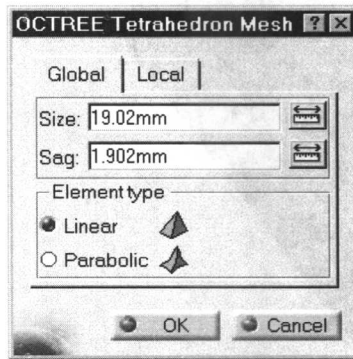 OCTREE Tetrahedron Mesh ? X
Global Local
Size: 19.02mm
Sag: 1.902mm
Element type
Linear
Parabolic
OK Cancel